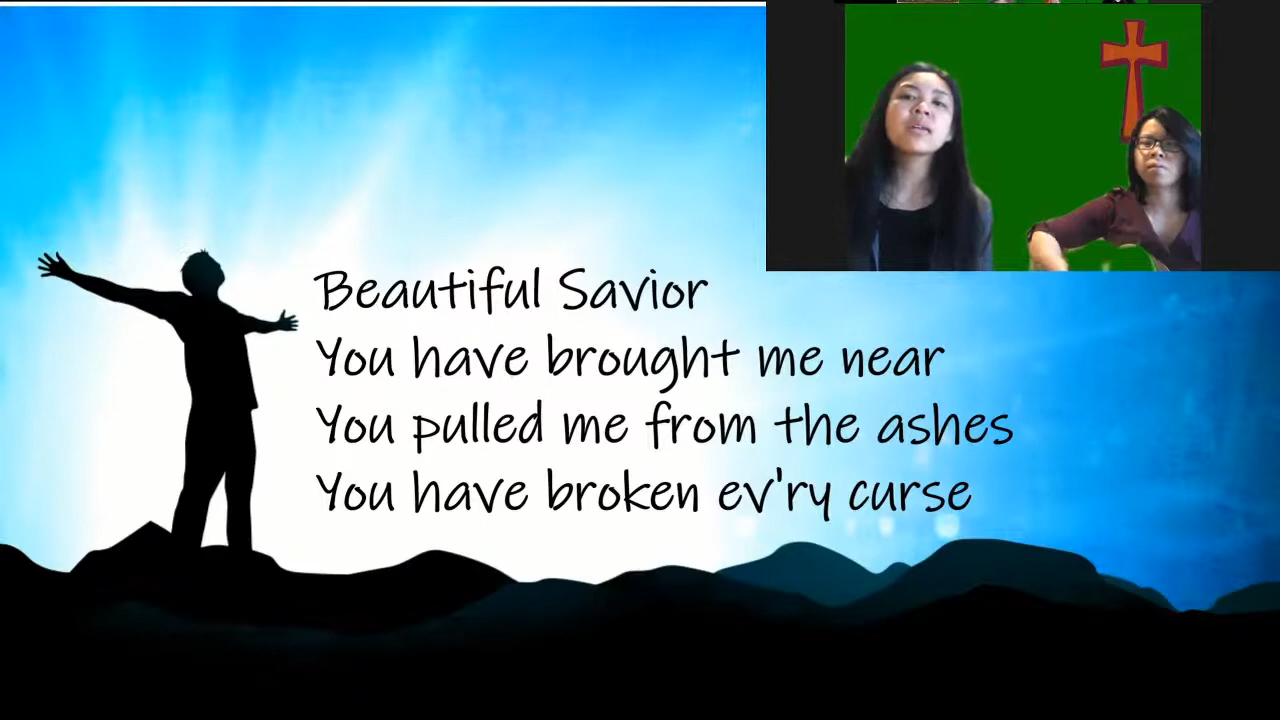 Beautiful Savior
You have brought me near
You pulled me from the ashes
You have broken ev'ry curse